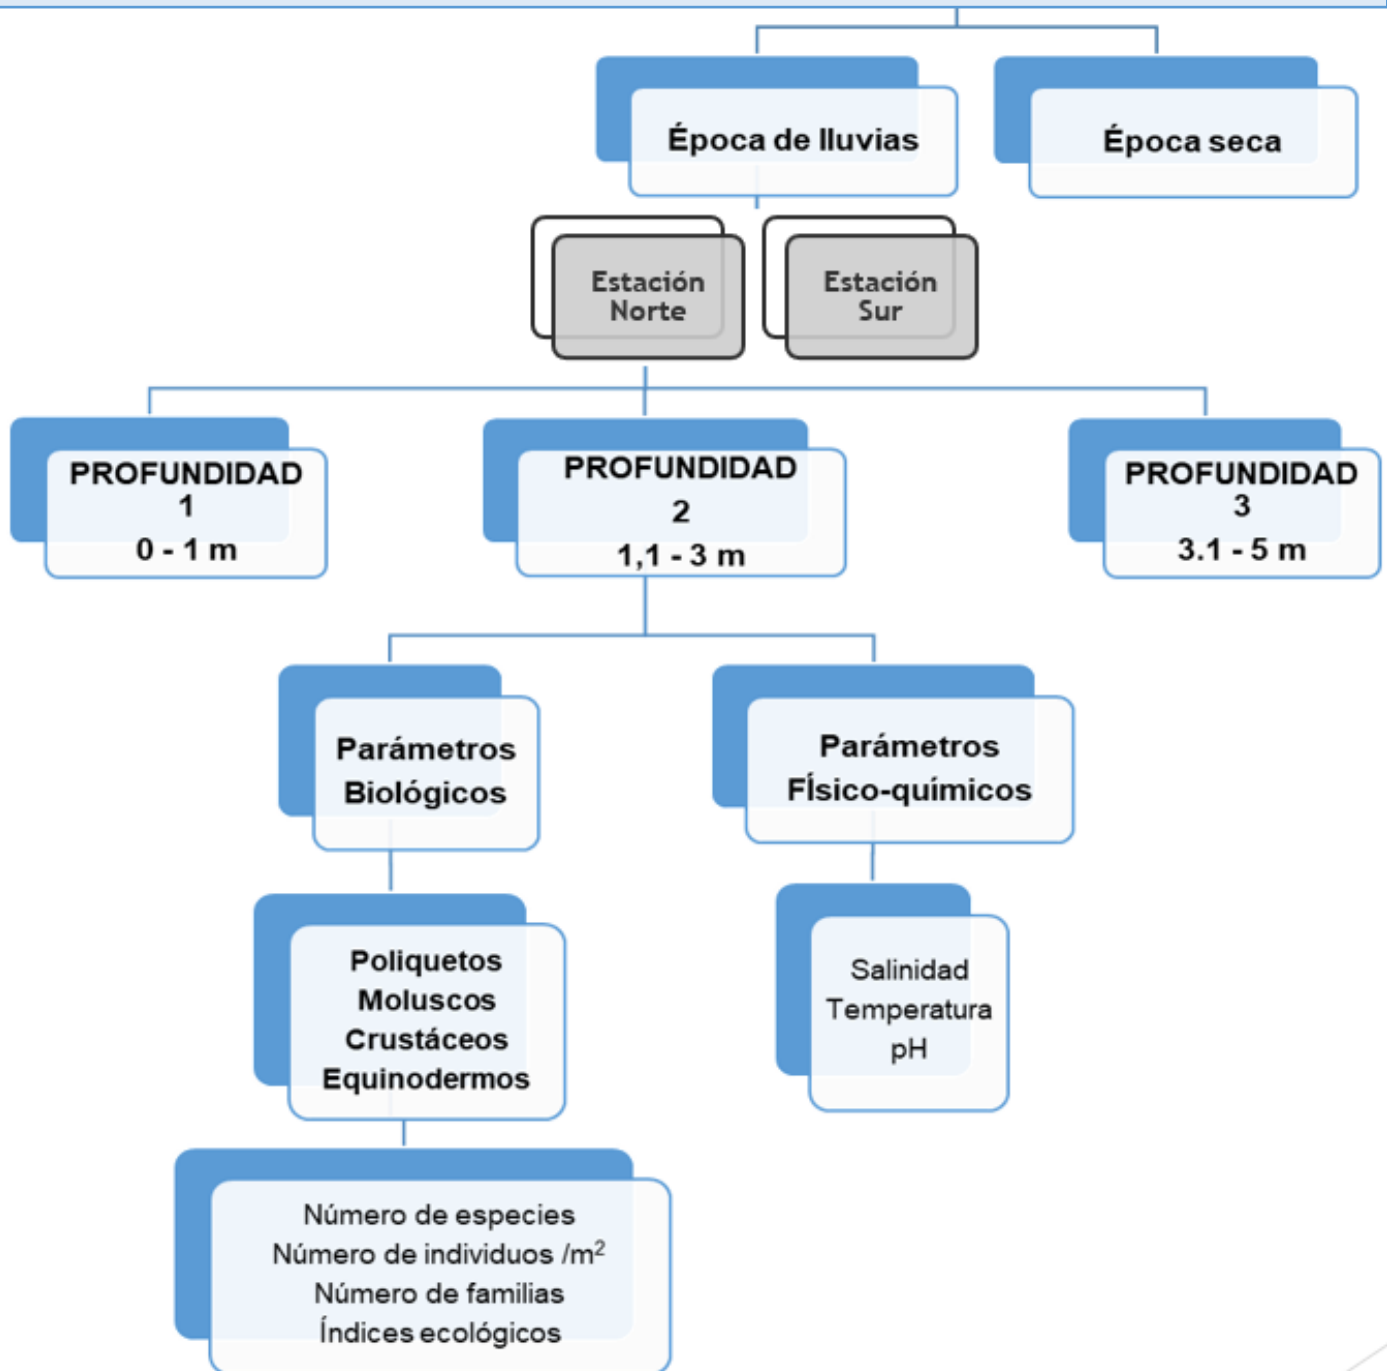 Época de lluvias
Época seca
Estación
Norte
Estación
Sur
PROFUNDIDAD
1
0 - 1 m
PROFUNDIDAD
2
1,1 - 3 m
PROFUNDIDAD
3
3.1 - 5 m
Parámetros
Biológicos
Parámetros
FÍsico-químicos
Poliquetos
Moluscos
Crustáceos
Equinodermos
Salinidad
Temperatura
pH
Número de especies
Número de individuos /m²
Número de familias
Índices ecológicos